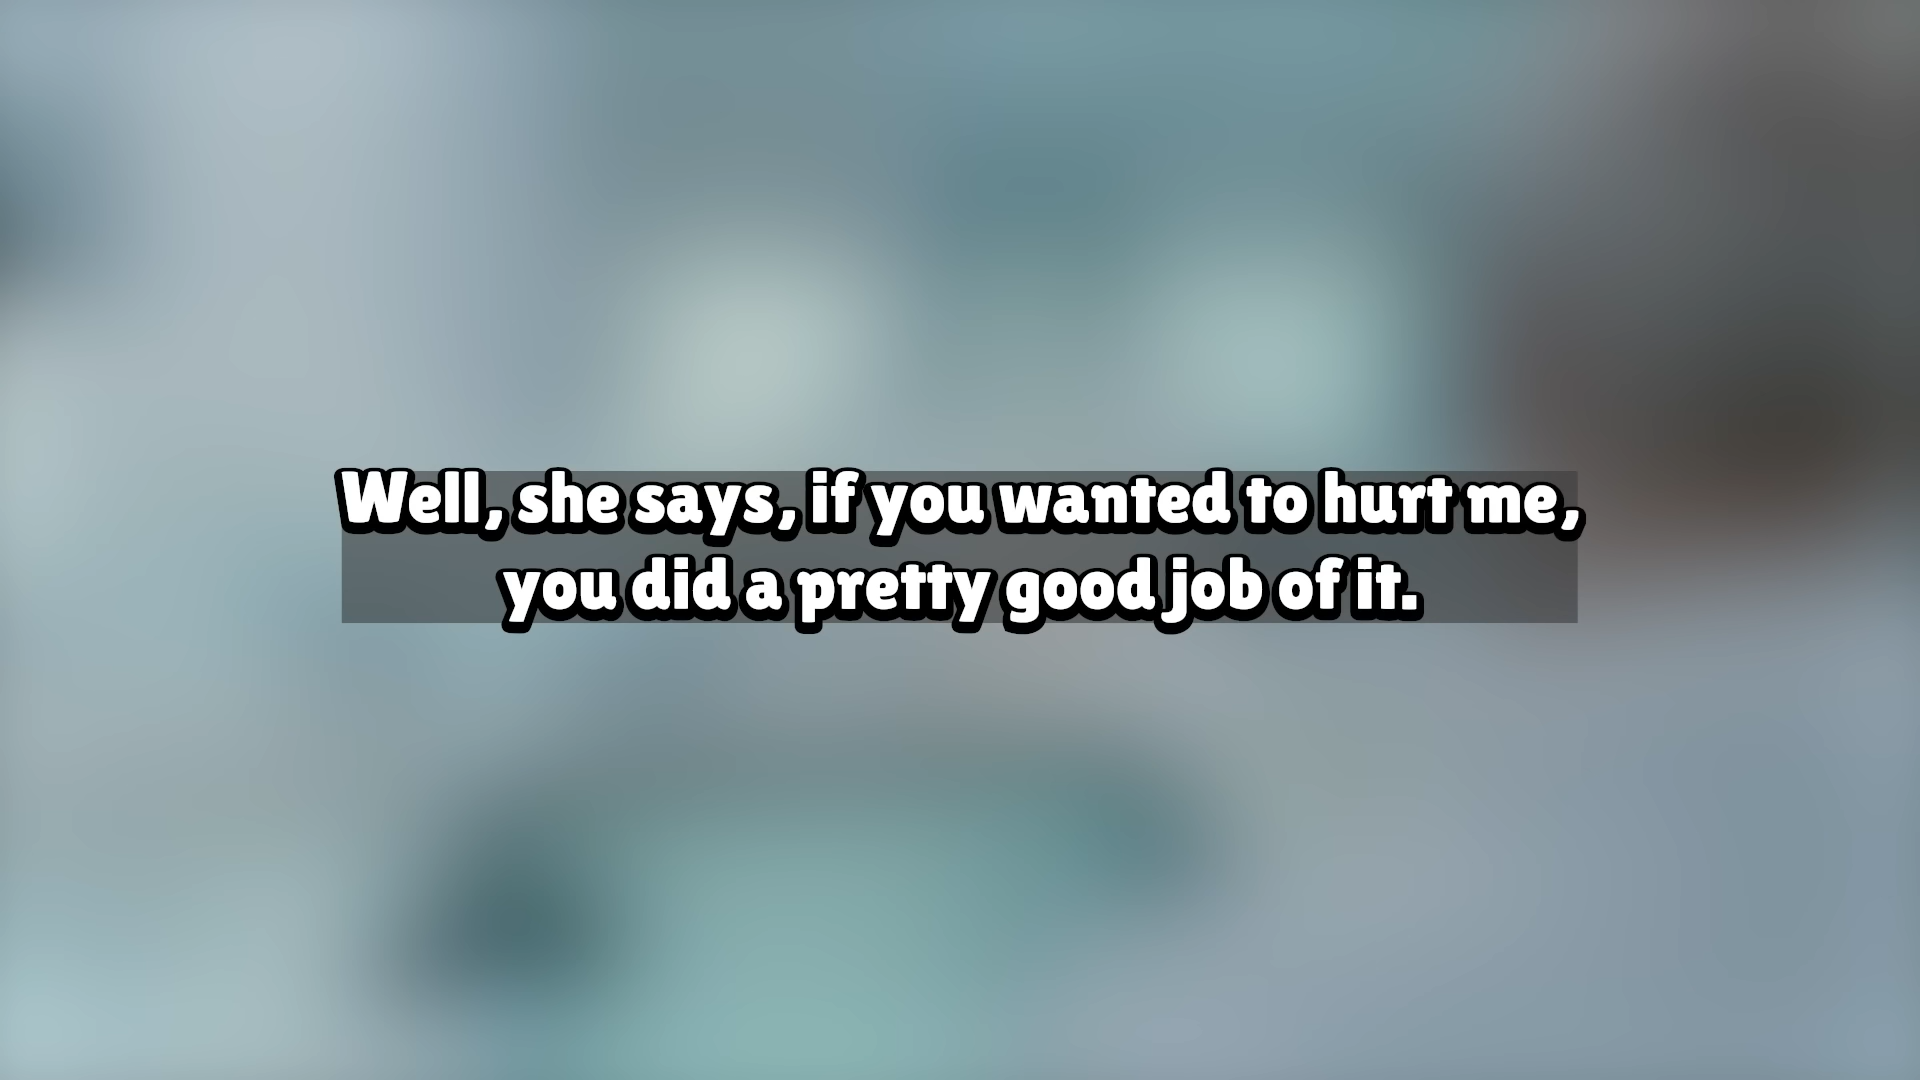 Well, she says, if you wanted to hurt me,
you did a pretty good job of it.